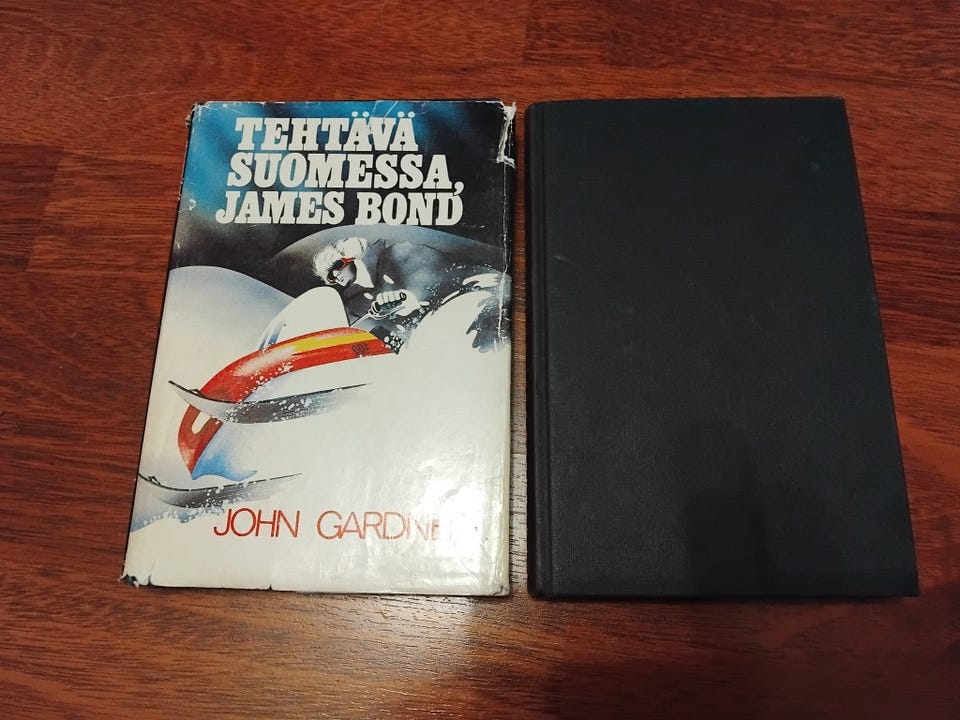 TEHTÄVÄ
SUOMESSA,
JAMES BOND
JOHN GARDNE